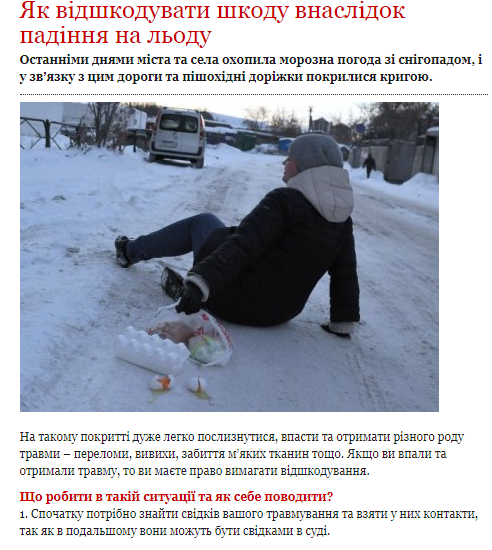 Як відшкодувати шкоду внаслідок
падіння на льоду
Останніми днями міста та села охопила морозна погода зі снігопадом, і
у зв’язку з цим дороги та пішохідні доріжки покрилися кригою.
На такому покритті дуже легко послизнутися, впасти та отримати різного роду
травми – переломи, вивихи, забиття м’яких тканин тощо. Якщо ви впали та
отримали травму, то ви маєте право вимагати відшкодування.
Що робити в такій ситуації та як себе поводити?
1. Спочатку потрібно знайти свідків вашого травмування та взяти у них контакти,
так як в подальшому вони можуть бути свідками в суді.